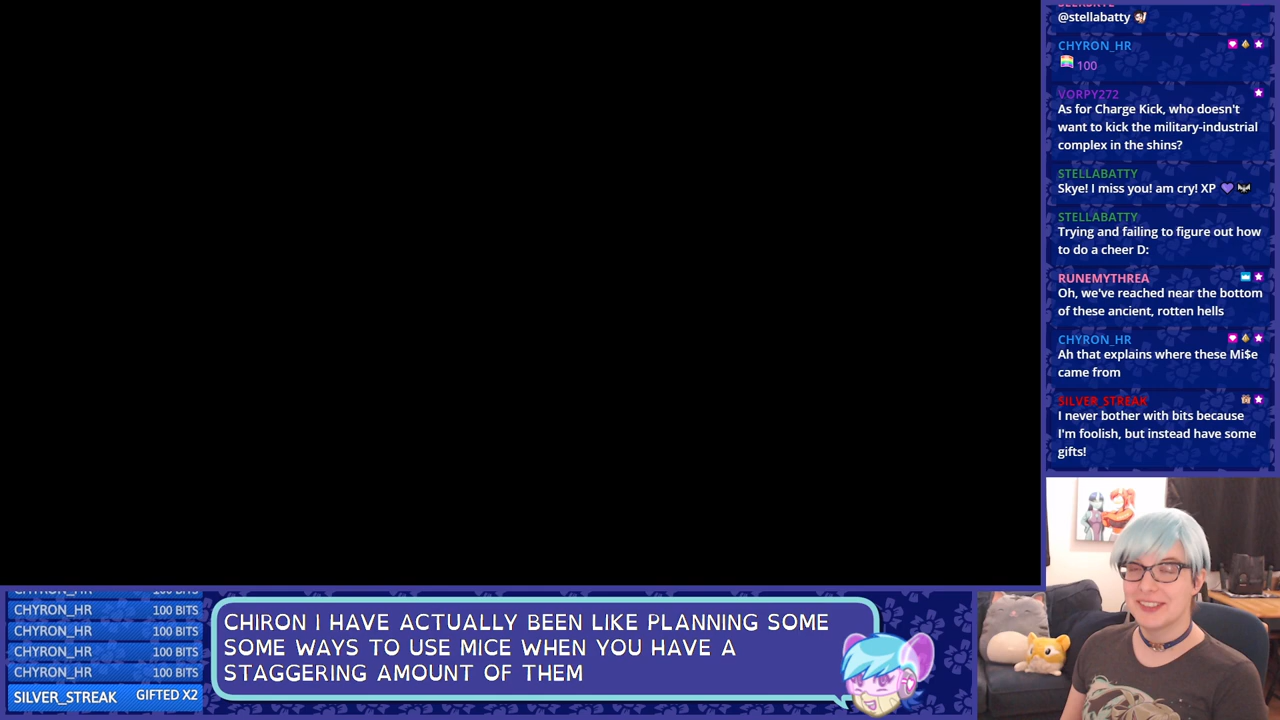 @stellabatty
CHYRON_HR
100
VORPY272
As for Charge Kick, who doesn't
want to kick the military-industrial
complex in the shins?
STELLABATTY
Skye! I miss you! am cry! XP
STELLABATTY
Trying and failing to figure out how
to do a cheer D:
RUNEMYTHREA
Oh, we've reached near the bottom
of these ancient, rotten hells
CHYRON_HR
Ah that explains where these Mi$e
came from
SILVER_STREAK
I never bother with bits because
I'm foolish, but instead have some
gifts!
CHYRON_HR 100 BITS
CHYRON_HR 100 BITS
CHYRON_HR 100 BITS
CHYRON_HR 100 BITS
CHYRON_HR 100 BITS
SILVER_STREAK GIFTED X2
CHIRON I HAVE ACTUALLY BEEN LIKE PLANNING SOME
SOME WAYS TO USE MICE WHEN YOU HAVE A
STAGGERING AMOUNT OF THEM